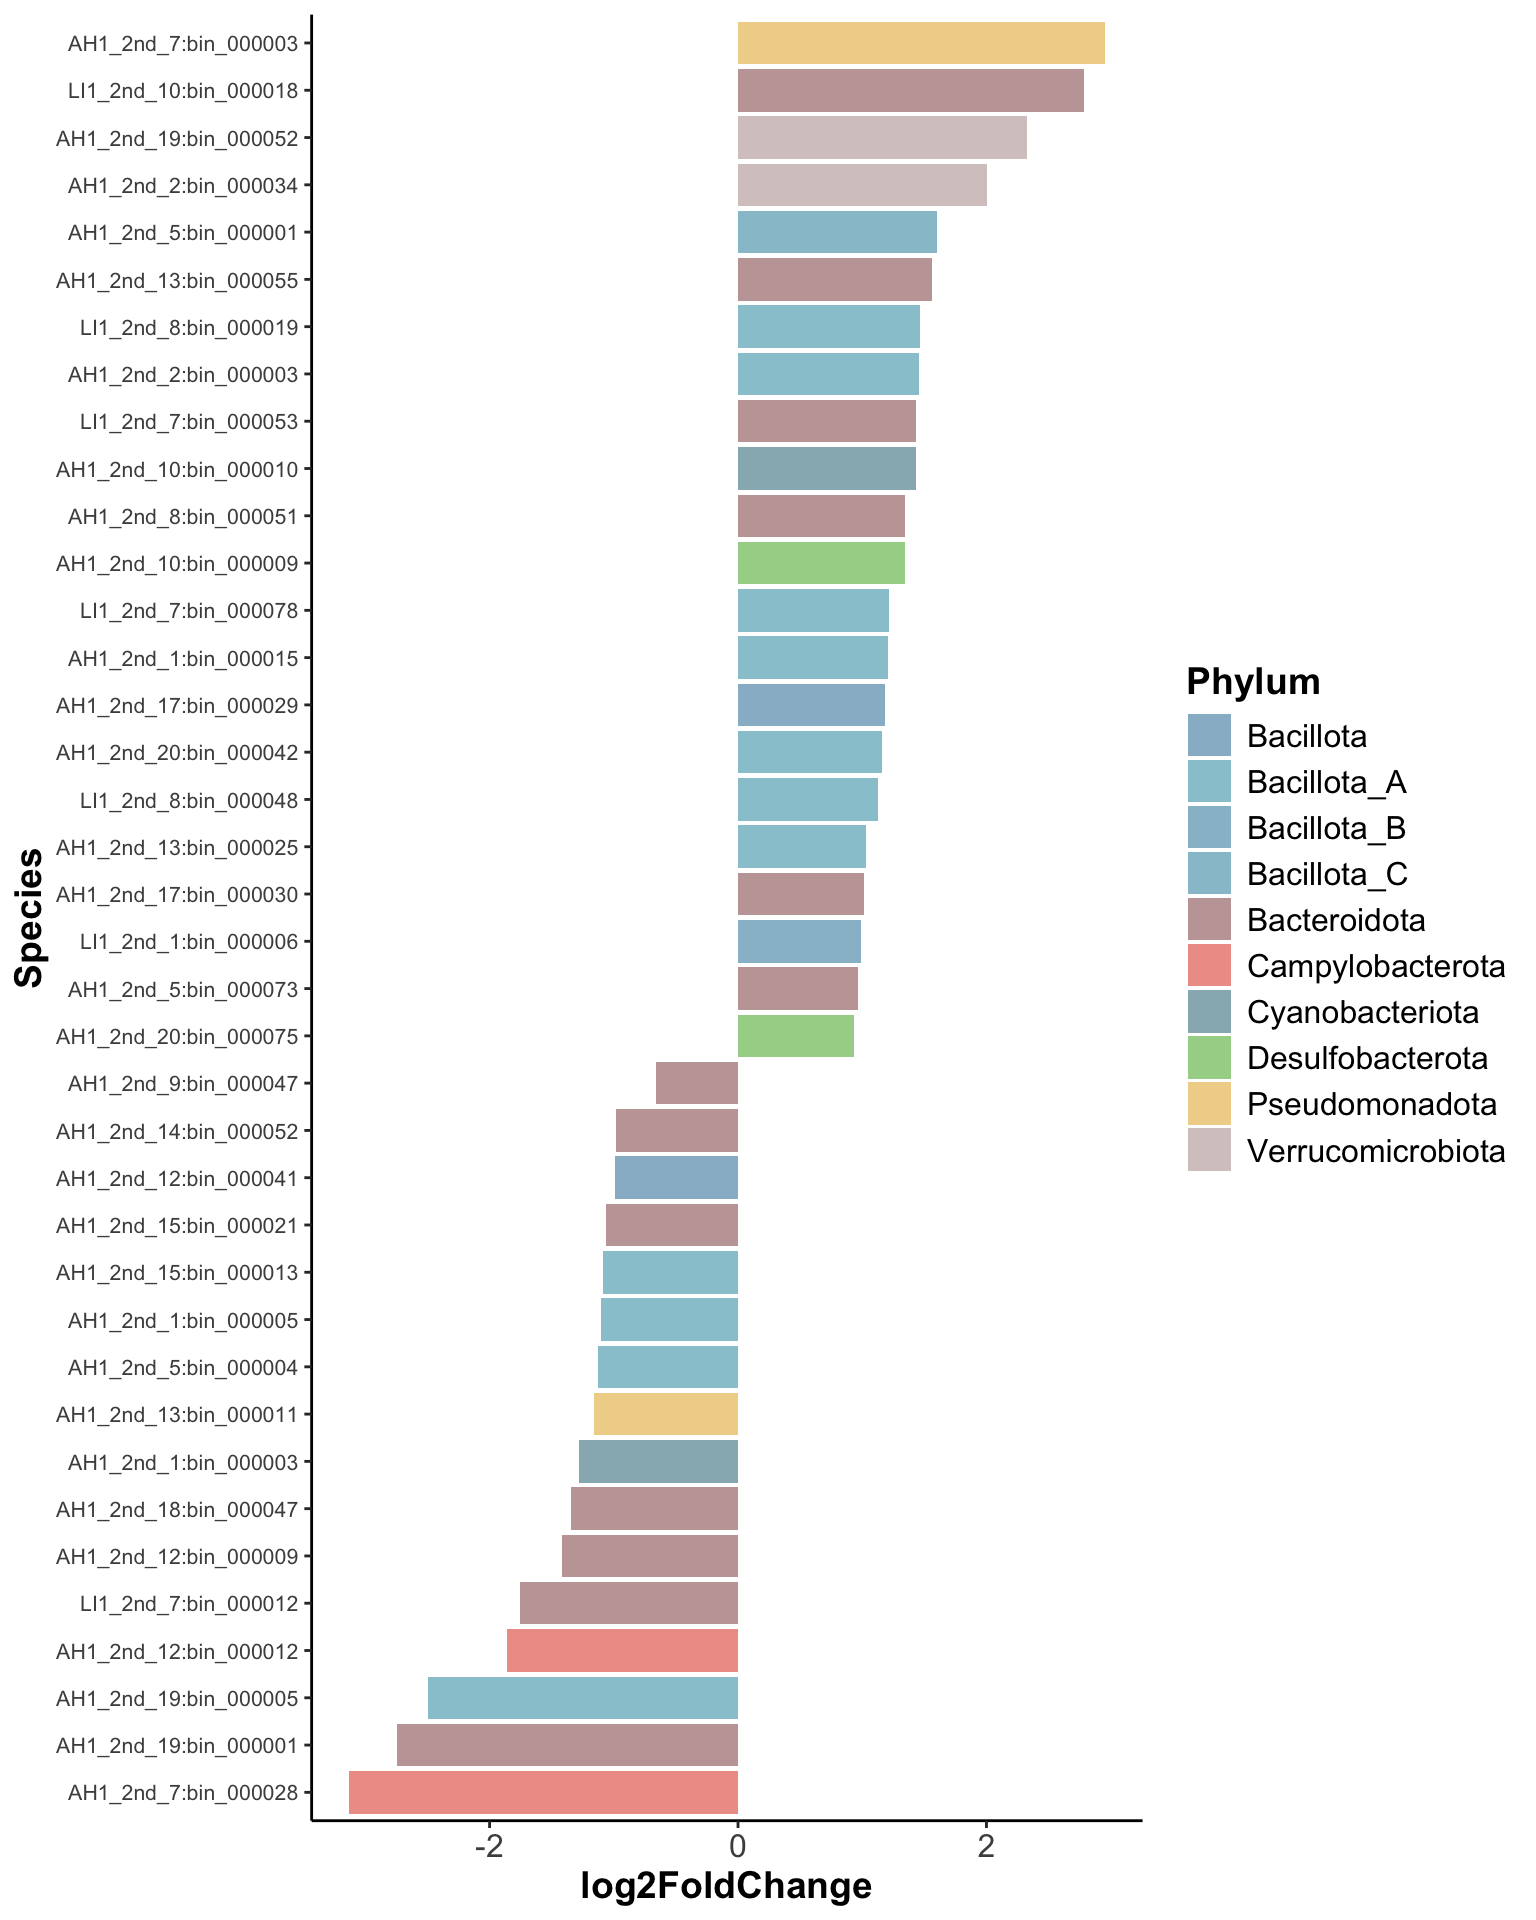 AH1_2nd_7:bin_000003
LI1_2nd_10:bin_000018
AH1_2nd_19:bin_000052
AH1_2nd_2:bin_000034
AH1_2nd_5:bin_000001
AH1_2nd_13:bin_000055
LI1_2nd_8:bin_000019
AH1_2nd_2:bin_000003
LI1_2nd_7:bin_000053
AH1_2nd_10:bin_000010
AH1_2nd_8:bin_000051
AH1_2nd_10:bin_000009
LI1_2nd_7:bin_000078
AH1_2nd_1:bin_000015
AH1_2nd_17:bin_000029
AH1_2nd_20:bin_000042
LI1_2nd_8:bin_000048
AH1_2nd_13:bin_000025
AH1_2nd_17:bin_000030
LI1_2nd_1:bin_000006
AH1_2nd_5:bin_000073
AH1_2nd_20:bin_000075
AH1_2nd_9:bin_000047
AH1_2nd_14:bin_000052
AH1_2nd_12:bin_000041
AH1_2nd_15:bin_000021
AH1_2nd_15:bin_000013
AH1_2nd_1:bin_000005
AH1_2nd_5:bin_000004
AH1_2nd_13:bin_000011
AH1_2nd_1:bin_000003
AH1_2nd_18:bin_000047
AH1_2nd_12:bin_000009
LI1_2nd_7:bin_000012
AH1_2nd_12:bin_000012
AH1_2nd_19:bin_000005
AH1_2nd_19:bin_000001
AH1_2nd_7:bin_000028
Species
-2 0 2
log2FoldChange
Phylum
Bacillota
Bacillota_A
Bacillota_B
Bacillota_C
Bacteroidota
Campylobacterota
Cyanobacteriota
Desulfobacterota
Pseudomonadota
Verrucomicrobiota